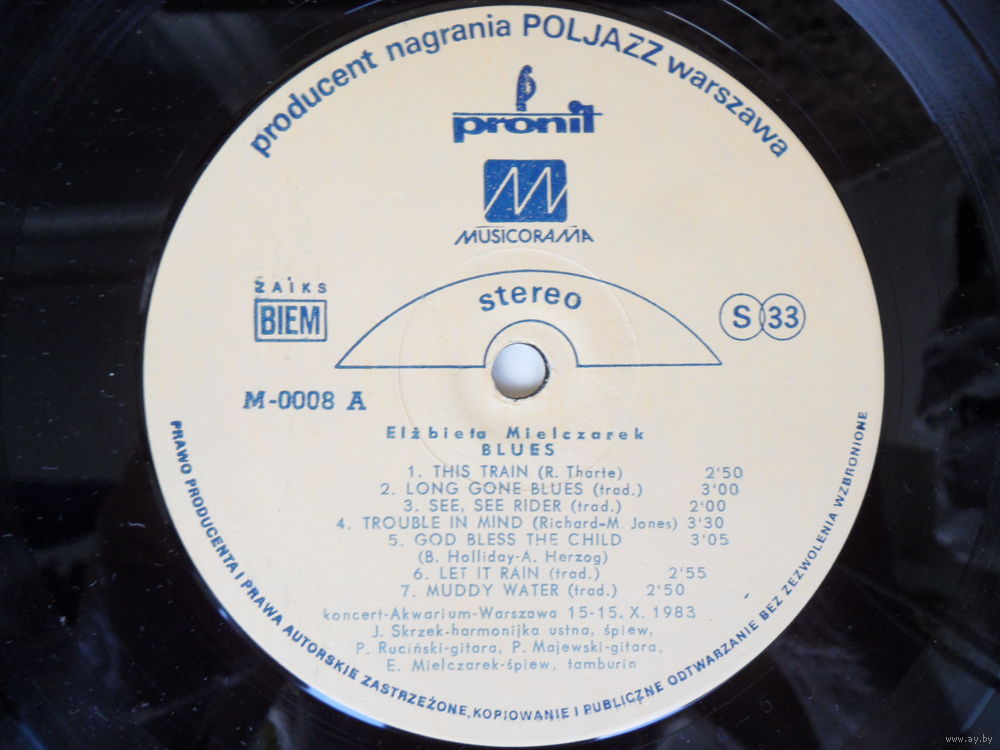 producent nagrania POLJAZZ warszawa
pronit
MUSICORAMA
stereo
ZAIKS
BIEM
S 33
M-0008 A
Elżbieta Mielczarek
BLUES
1. THIS TRAIN (R. Tharte) 2'50
2. LONG GONE BLUES (trad.) 3'00
3. SEE, SEE RIDER (trad.) 2'00
4. TROUBLE IN MIND (Richard-M. Jones) 3'30
5. GOD BLESS THE CHILD 3'05
(B. Holliday-A. Herzog)
6. LET IT RAIN (trad.) 2'55
7. MUDDY WATER (trad.) 2'50
koncert-Akwarium-Warszawa 15-15. X. 1983
J. Skrzek-harmonijka ustna, śpiew,
P. Ruciński-gitara, P. Majewski-gitara,
E. Mielczarek-śpiew, tamburin
PRAWO PRODUCENTA I PRAWA AUTORSKIE ZASTRZEŻONE, KOPIOWANIE I PUBLICZNE ODTWARZANIE BEZ ZEZWOLENIA WZBRONIONE
www.ay.by